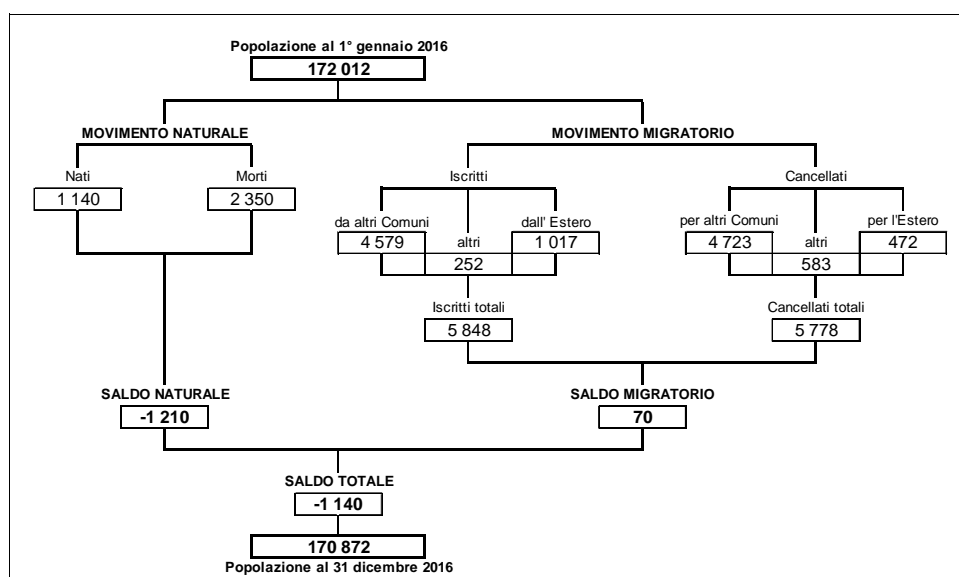 Popolazione al 1° gennaio 2016
172 012
MOVIMENTO NATURALE MOVIMENTO MIGRATORIO
Nati Morti Iscritti Cancellati
1 140 2 350
da altri Comuni dall' Estero per altri Comuni per l'Estero
4 579 altri 1 017 4 723 altri 472
252 583
Iscritti totali Cancellati totali
5 848 5 778
SALDO NATURALE SALDO MIGRATORIO
-1 210 70
SALDO TOTALE
-1 140
170 872
Popolazione al 31 dicembre 2016